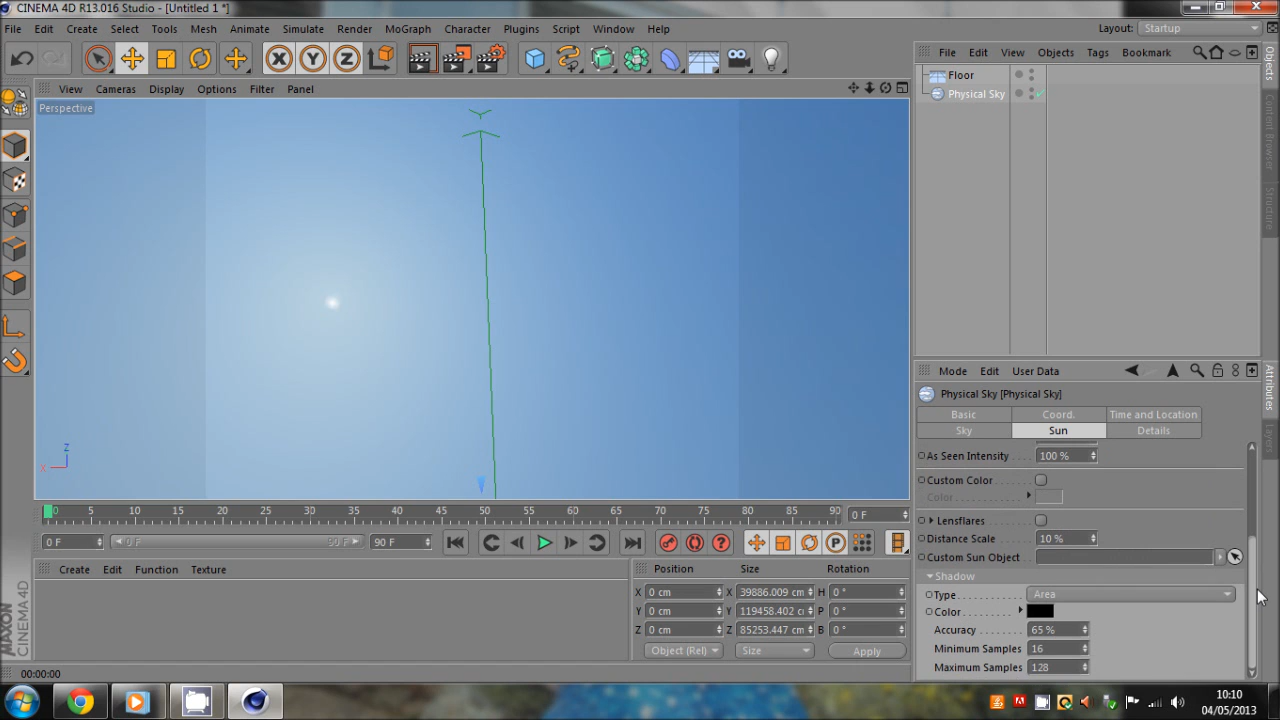 CINEMA 4D R13.016 Studio - [Untitled 1 *]
File Edit Create Select Tools Mesh Animate Simulate Render MoGraph Character Plugins Script Window Help Layout: Startup
X Y Z
File Edit View Objects Tags Bookmark
View Cameras Display Options Filter Panel
Perspective
Floor
Physical Sky
Objects
Content Browser
Structure
Mode Edit User Data
Physical Sky [Physical Sky]
Basic Coord. Time and Location
Sky Sun Details
Attributes
Layers
As Seen Intensity 100 %
Custom Color
Color
Lensflares
Distance Scale 10 %
Custom Sun Object
Shadow
Type Area
Color
Accuracy 65 %
Minimum Samples 16
Maximum Samples 128
Z
X
0 5 10 15 20 25 30 35 40 45 50 55 60 65 70 75 80 85 90 0 F
0 F 0 F 90 F 90 F
Create Edit Function Texture
Position Size Rotation
X 0 cm X 39886.009 cm H 0 °
Y 0 cm Y 119458.402 c P 0 °
Z 0 cm Z 85253.447 cm B 0 °
Object (Rel) Size Apply
MAXON
CINEMA 4D
00:00:00
10:10
04/05/2013